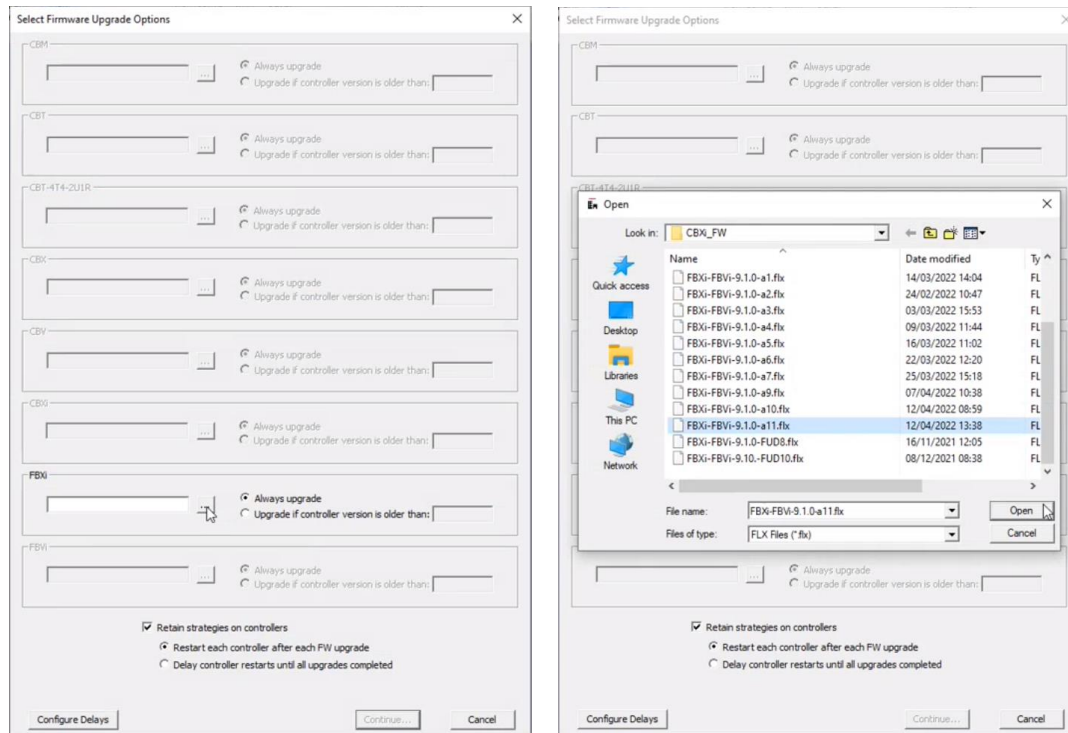 Select Firmware Upgrade Options
CBM
...
Always upgrade
Upgrade if controller version is older than:
CBT
...
Always upgrade
Upgrade if controller version is older than:
CBT-4T4-2U1R
...
Always upgrade
Upgrade if controller version is older than:
CBX
...
Always upgrade
Upgrade if controller version is older than:
CBV
...
Always upgrade
Upgrade if controller version is older than:
CBXi
...
Always upgrade
Upgrade if controller version is older than:
FBXi
...
Always upgrade
Upgrade if controller version is older than:
FBVi
...
Always upgrade
Upgrade if controller version is older than:
Retain strategies on controllers
Restart each controller after each FW upgrade
Delay controller restarts until all upgrades completed
Configure Delays Continue... Cancel
Select Firmware Upgrade Options
CBM
...
Always upgrade
Upgrade if controller version is older than:
CBT
...
Always upgrade
Upgrade if controller version is older than:
CBT-4T4-2U1R
Open
Look in: CBXi_FW
Quick access
Desktop
Libraries
This PC
Network
Name Date modified Ty
FBXi-FBVi-9.1.0-a1.flx 14/03/2022 14:04 FL
FBXi-FBVi-9.1.0-a2.flx 24/02/2022 10:47 FL
FBXi-FBVi-9.1.0-a3.flx 03/03/2022 15:53 FL
FBXi-FBVi-9.1.0-a4.flx 09/03/2022 11:44 FL
FBXi-FBVi-9.1.0-a5.flx 16/03/2022 11:02 FL
FBXi-FBVi-9.1.0-a6.flx 22/03/2022 12:20 FL
FBXi-FBVi-9.1.0-a7.flx 25/03/2022 15:18 FL
FBXi-FBVi-9.1.0-a9.flx 07/04/2022 10:38 FL
FBXi-FBVi-9.1.0-a10.flx 12/04/2022 08:59 FL
FBXi-FBVi-9.1.0-a11.flx 12/04/2022 13:38 FL
FBXi-FBVi-9.1.0-FUD8.flx 16/11/2021 12:05 FL
FBXi-FBVi-9.10.-FUD10.flx 08/12/2021 08:38 FL
File name: FBXi-FBVi-9.1.0-a11.flx Open
Files of type: FLX Files (*.flx) Cancel
...
Always upgrade
Upgrade if controller version is older than:
Retain strategies on controllers
Restart each controller after each FW upgrade
Delay controller restarts until all upgrades completed
Configure Delays Continue... Cancel